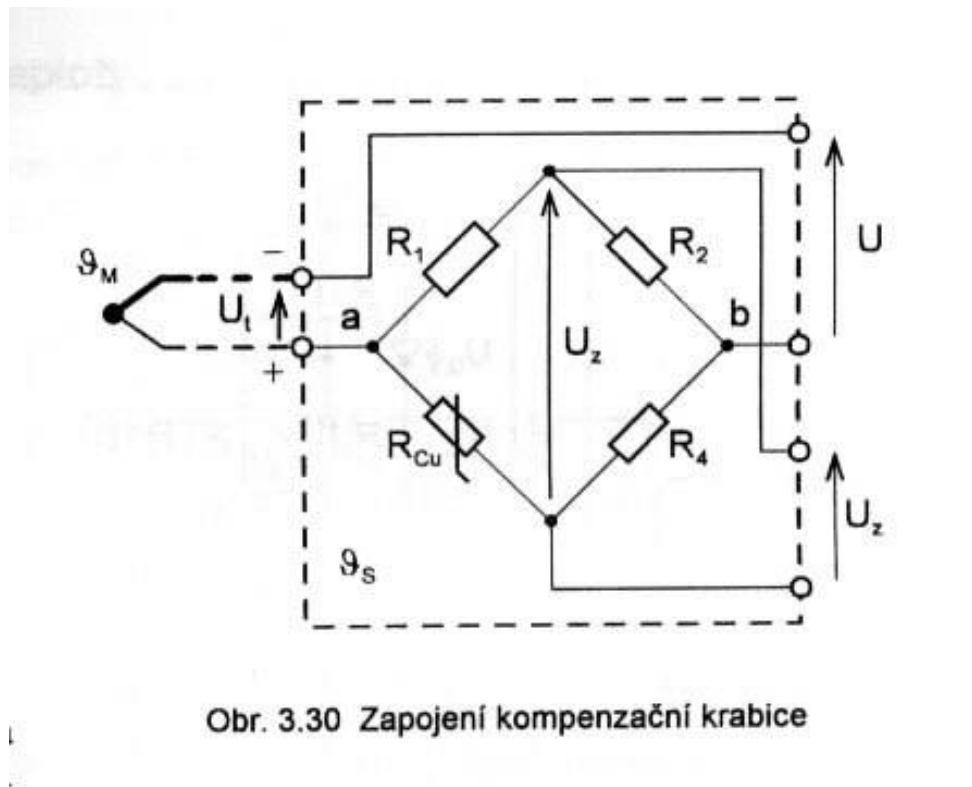 −
ϑM
Ut
+
a
R1
R2
Uz
b
RCu
R4
ϑS
U
Uz
Obr. 3.30 Zapojení kompenzační krabice